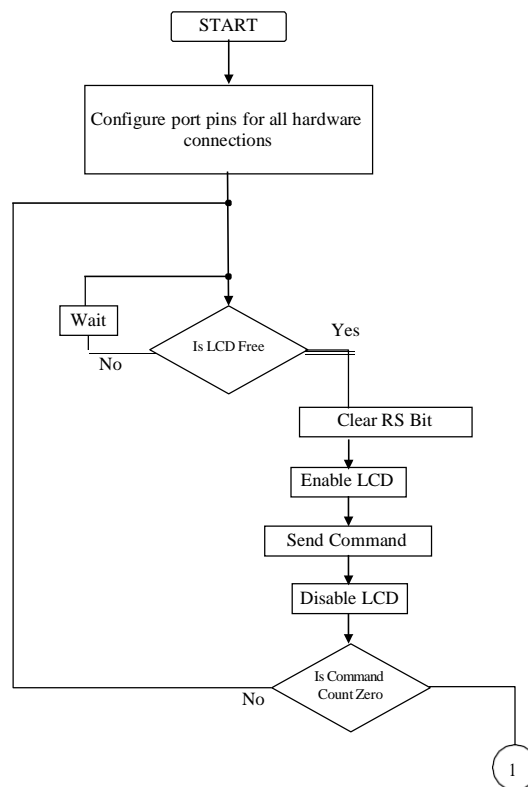 START
Configure port pins for all hardware
connections
Wait
Is LCD Free
Yes
No
Clear RS Bit
Enable LCD
Send Command
Disable LCD
Is Command
Count Zero
No
1